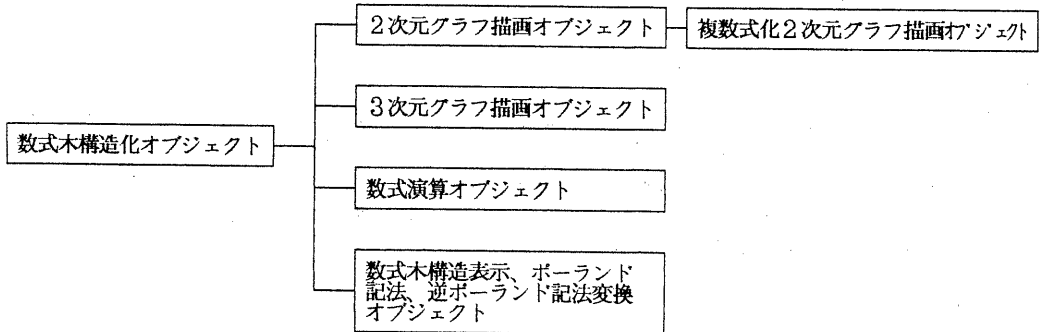 2次元グラフ描画オブジェクト
複数式化2次元グラフ描画オブジェクト
3次元グラフ描画オブジェクト
数式木構造化オブジェクト
数式演算オブジェクト
数式木構造表示、ポーランド
記法、逆ポーランド記法変換
オブジェクト